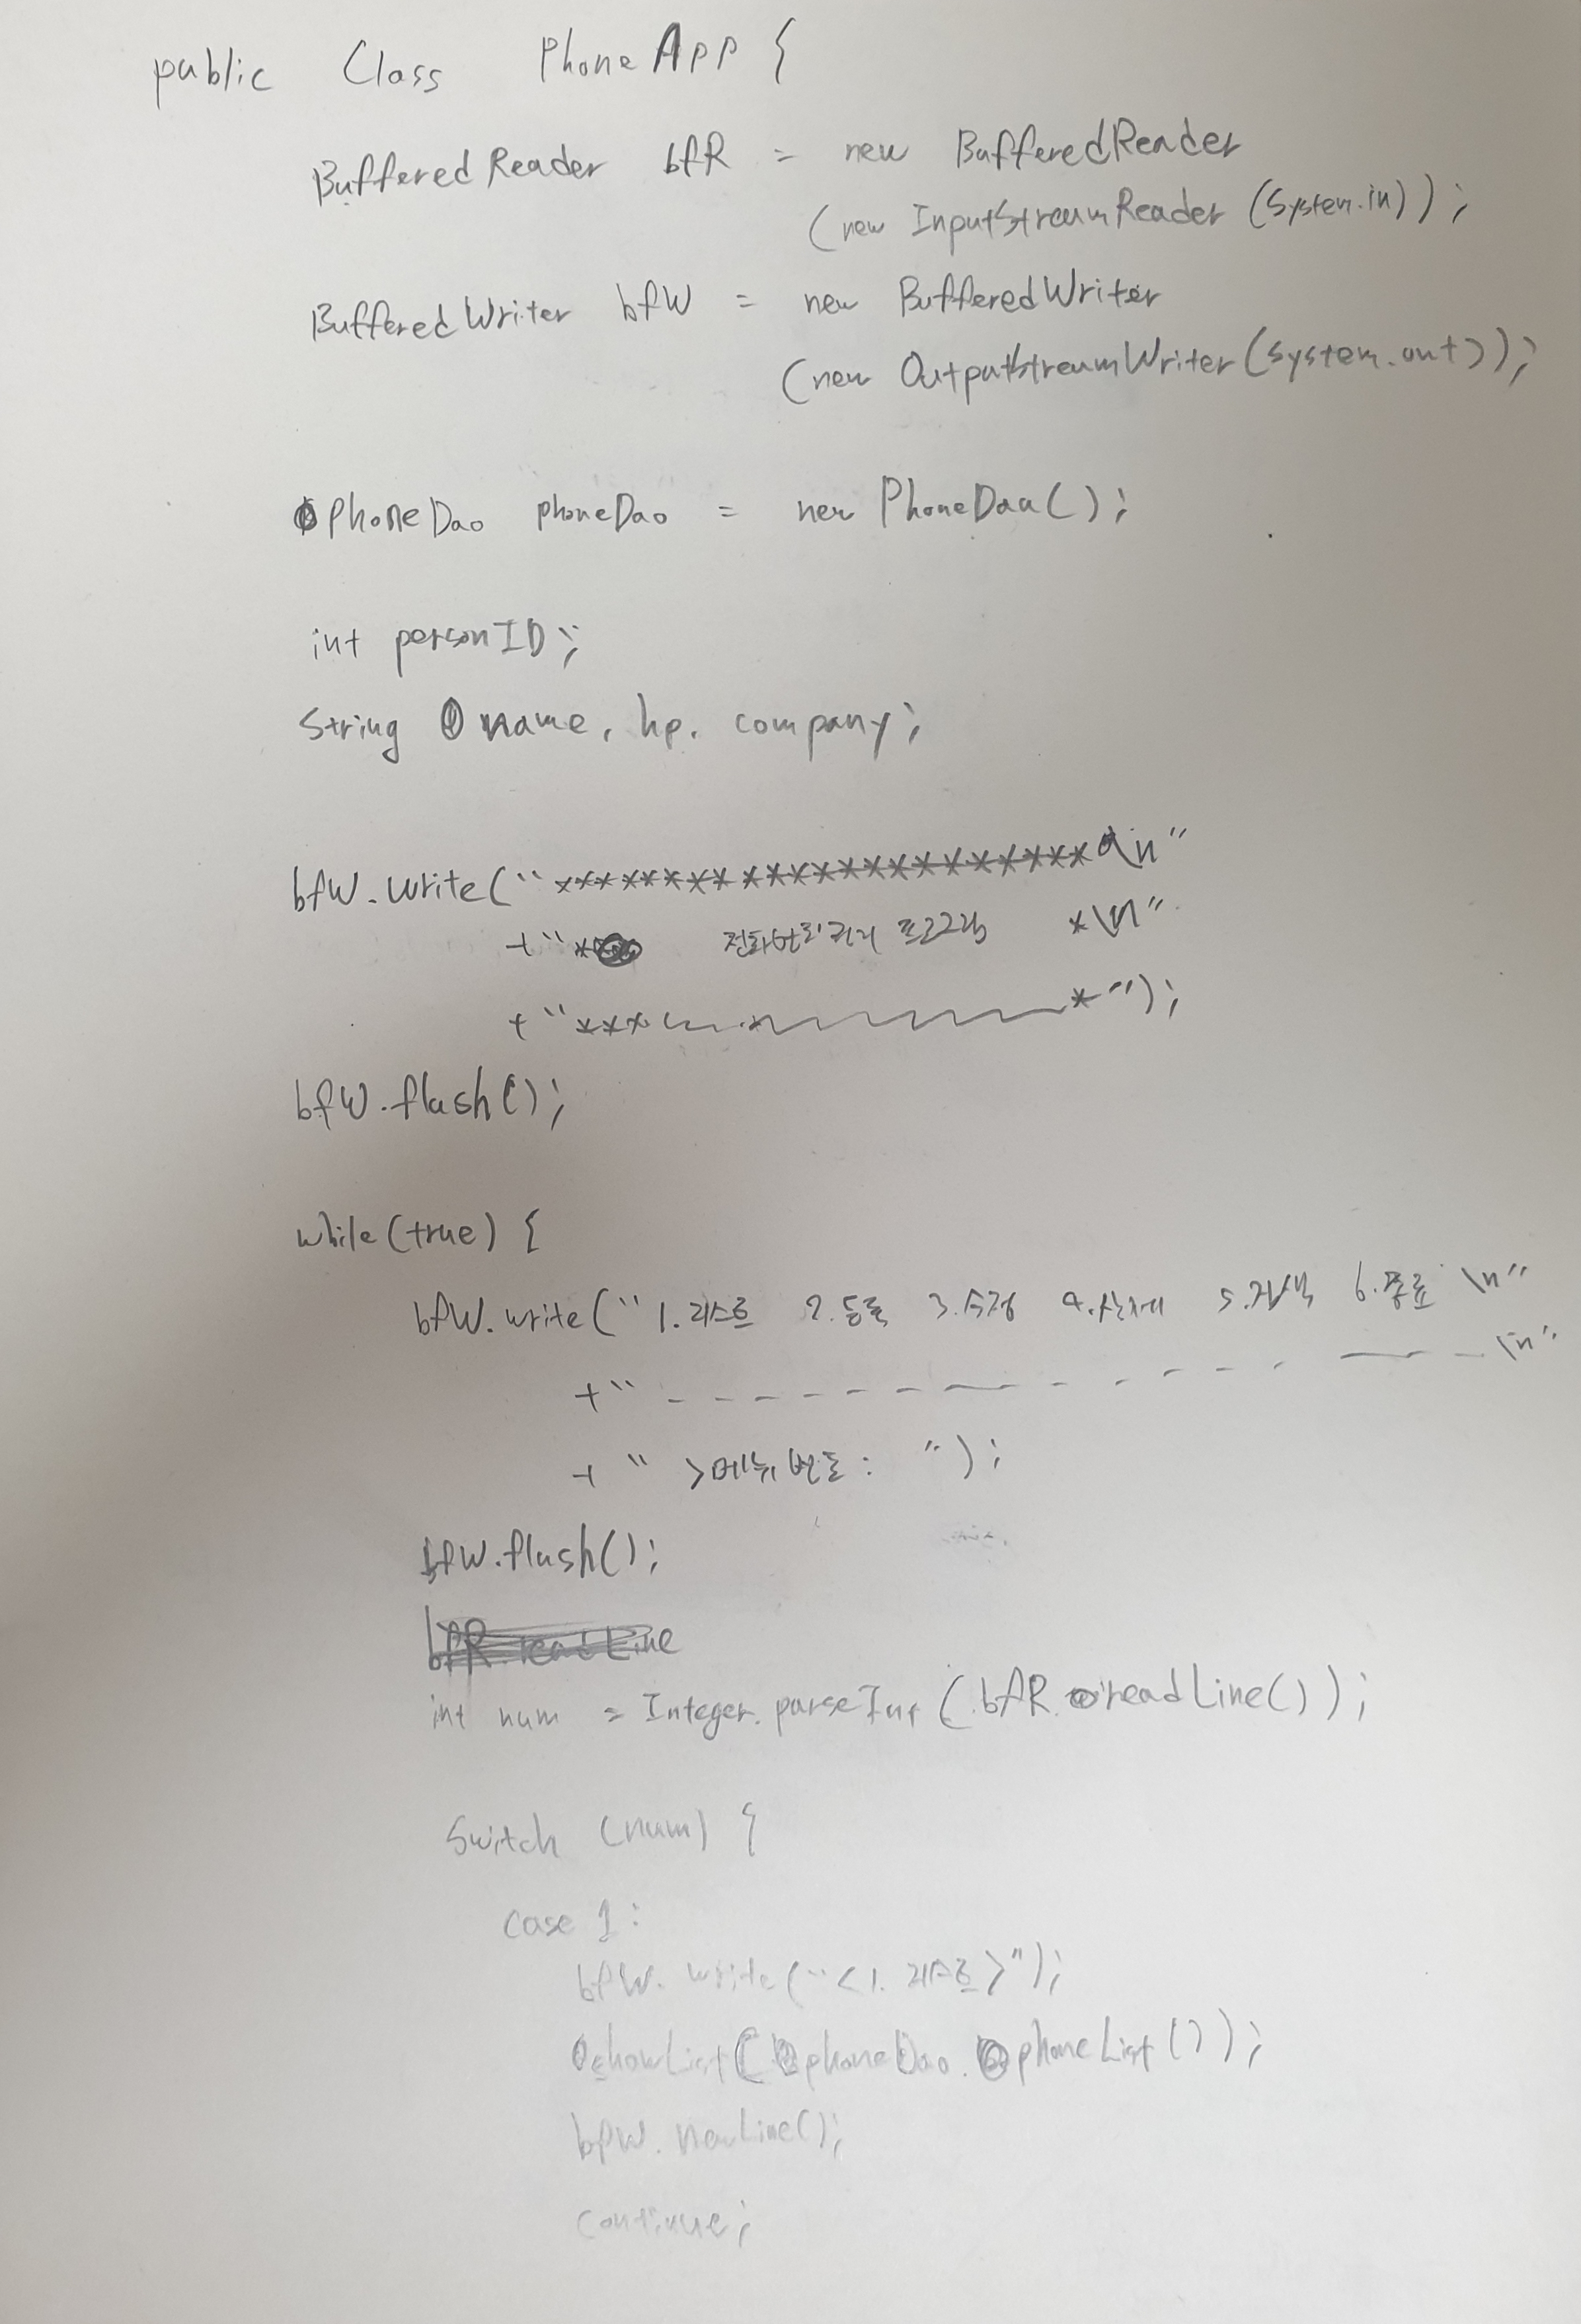 public Class PhoneApp {
BufferedReader bfR = new BufferedReader
(new InputStreamReader (System.in));
BufferedWriter bfW = new BufferedWriter
(new OutputStreamWriter(System.out));
PhoneDao phoneDao = new PhoneDao();
int personID;
String name, hp, company;
bfW.write("************************\n"
+"* 전화번호 관리 프로그램 *\n"
+"*** *");
bfW.flush();
while(true) {
bfW.write("1.리스트 2.등록 3.수정 4.삭제 5.검색 6.종료 \n"
+" - - - - - - - - - - - - - - \n"
+ " >메뉴번호: ");
bfW.flush();
int num = Integer.parseInt(bfR.readLine());
Switch (num) {
case 1:
bfW.write("<1. 리스트>");
showList(phoneDao.phoneList());
bfW.newLine();
continue;